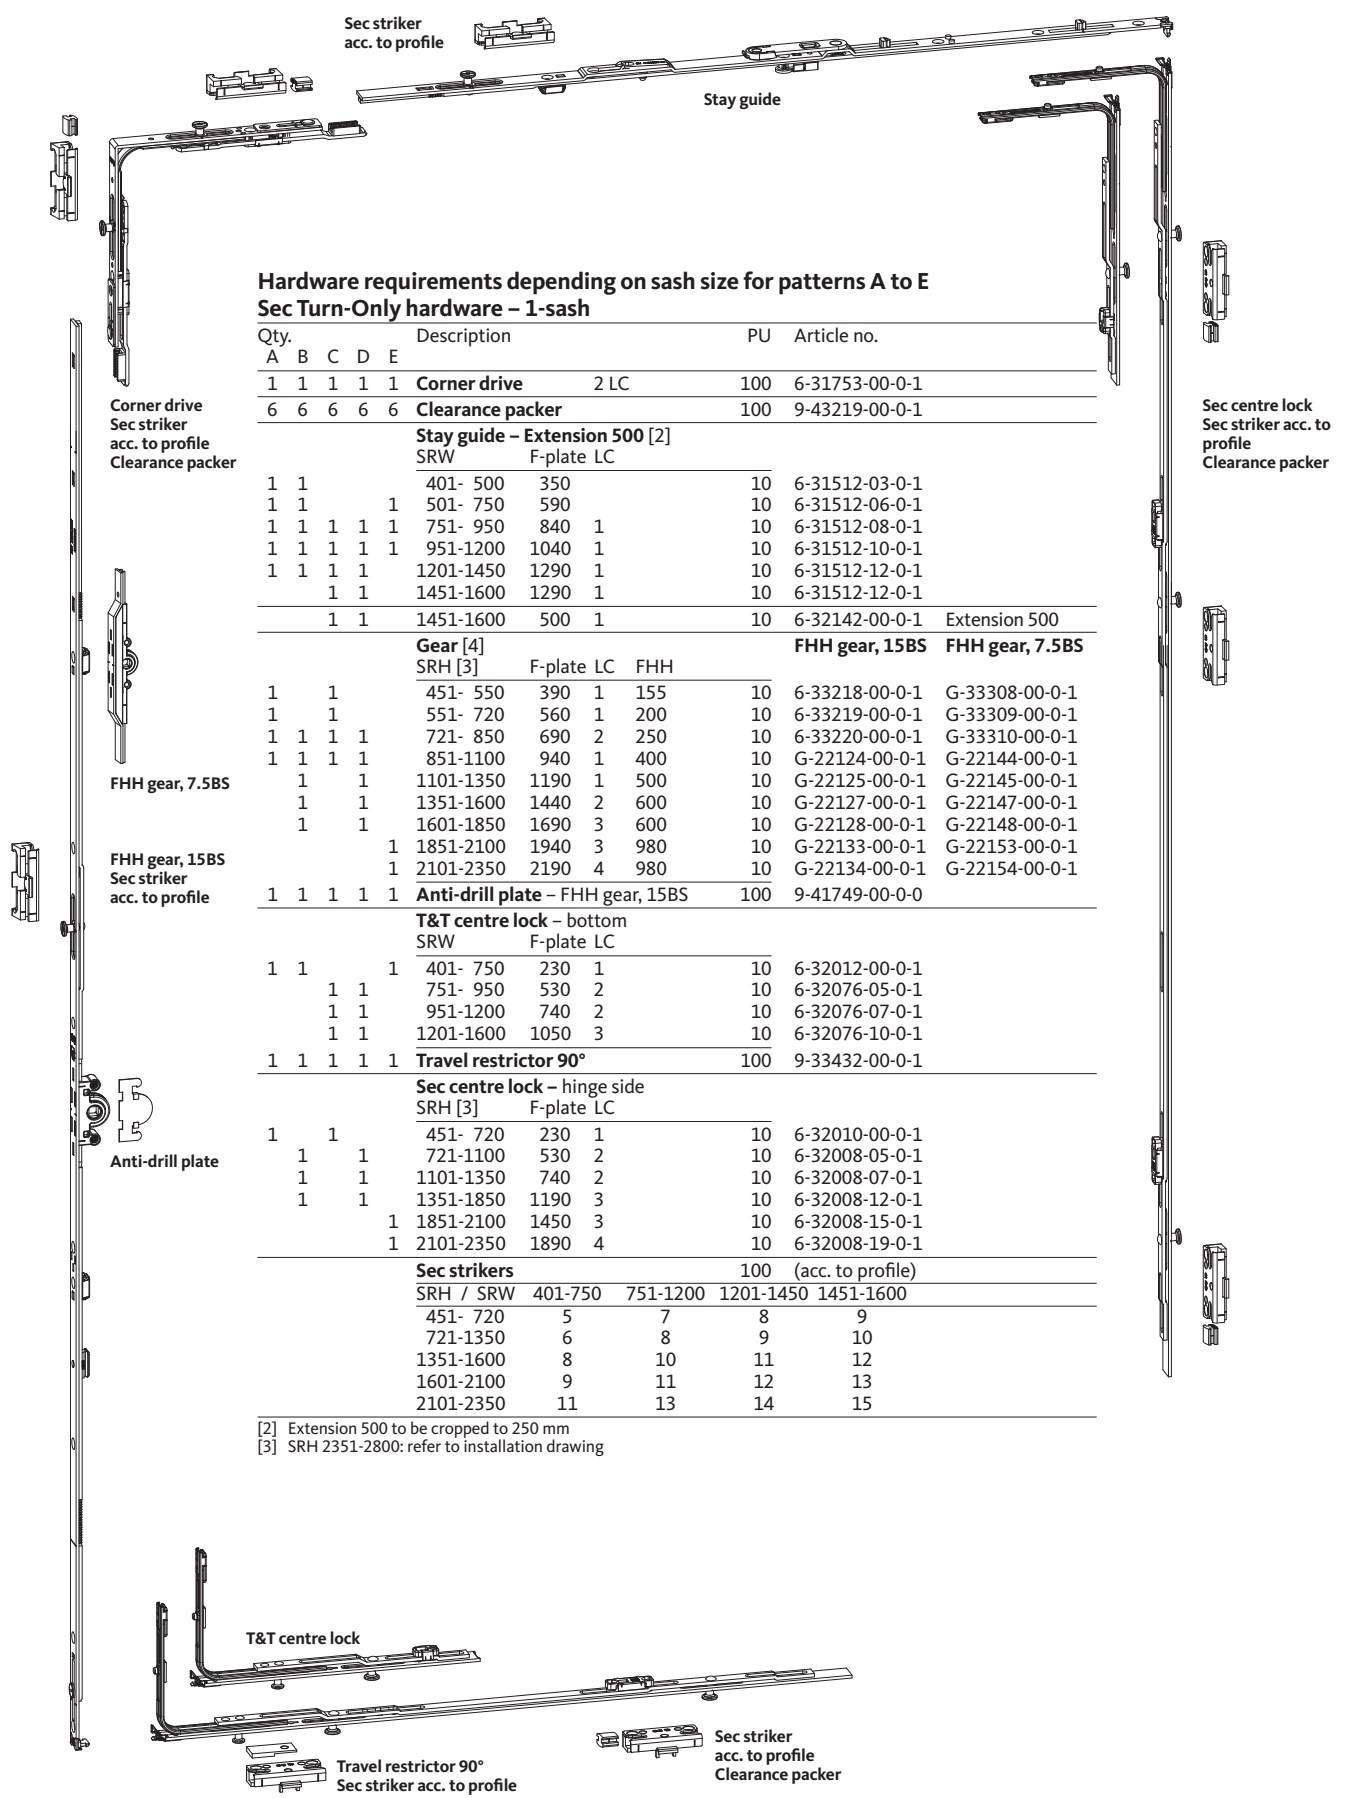 Sec striker
acc. to profile
Stay guide
Hardware requirements depending on sash size for patterns A to E
Sec Turn-Only hardware – 1-sash
Qty. Description PU Article no.
A B C D E
1 1 1 1 1 Corner drive 2 LC 100 6-31753-00-0-1
6 6 6 6 6 Clearance packer 100 9-43219-00-0-1
Stay guide – Extension 500 [2]
SRW F-plate LC
1 1 401- 500 350 10 6-31512-03-0-1
1 1 1 501- 750 590 10 6-31512-06-0-1
1 1 1 1 1 751- 950 840 1 10 6-31512-08-0-1
1 1 1 1 1 951-1200 1040 1 10 6-31512-10-0-1
1 1 1 1 1201-1450 1290 1 10 6-31512-12-0-1
1 1 1451-1600 1290 1 10 6-31512-12-0-1
1 1 1451-1600 500 1 10 6-32142-00-0-1 Extension 500
Gear [4] FHH gear, 15BS FHH gear, 7.5BS
SRH [3] F-plate LC FHH
1 1 451- 550 390 1 155 10 6-33218-00-0-1 G-33308-00-0-1
1 1 551- 720 560 1 200 10 6-33219-00-0-1 G-33309-00-0-1
1 1 1 1 721- 850 690 2 250 10 6-33220-00-0-1 G-33310-00-0-1
1 1 1 1 851-1100 940 1 400 10 G-22124-00-0-1 G-22144-00-0-1
1 1 1101-1350 1190 1 500 10 G-22125-00-0-1 G-22145-00-0-1
1 1 1351-1600 1440 2 600 10 G-22127-00-0-1 G-22147-00-0-1
1 1 1601-1850 1690 3 600 10 G-22128-00-0-1 G-22148-00-0-1
1 1851-2100 1940 3 980 10 G-22133-00-0-1 G-22153-00-0-1
1 2101-2350 2190 4 980 10 G-22134-00-0-1 G-22154-00-0-1
1 1 1 1 1 Anti-drill plate – FHH gear, 15BS 100 9-41749-00-0-0
T&T centre lock – bottom
SRW F-plate LC
1 1 1 401- 750 230 1 10 6-32012-00-0-1
1 1 751- 950 530 2 10 6-32076-05-0-1
1 1 951-1200 740 2 10 6-32076-07-0-1
1 1 1201-1600 1050 3 10 6-32076-10-0-1
1 1 1 1 1 Travel restrictor 90° 100 9-33432-00-0-1
Sec centre lock – hinge side
SRH [3] F-plate LC
1 1 451- 720 230 1 10 6-32010-00-0-1
1 1 721-1100 530 2 10 6-32008-05-0-1
1 1 1101-1350 740 2 10 6-32008-07-0-1
1 1 1351-1850 1190 3 10 6-32008-12-0-1
1 1851-2100 1450 3 10 6-32008-15-0-1
1 2101-2350 1890 4 10 6-32008-19-0-1
Sec strikers 100 (acc. to profile)
SRH / SRW 401-750 751-1200 1201-1450 1451-1600
451- 720 5 7 8 9
721-1350 6 8 9 10
1351-1600 8 10 11 12
1601-2100 9 11 12 13
2101-2350 11 13 14 15
[2] Extension 500 to be cropped to 250 mm
[3] SRH 2351-2800: refer to installation drawing
Corner drive
Sec striker
acc. to profile
Clearance packer
Sec centre lock
Sec striker acc. to
profile
Clearance packer
FHH gear, 7.5BS
FHH gear, 15BS
Sec striker
acc. to profile
Anti-drill plate
T&T centre lock
Travel restrictor 90°
Sec striker acc. to profile
Sec striker
acc. to profile
Clearance packer